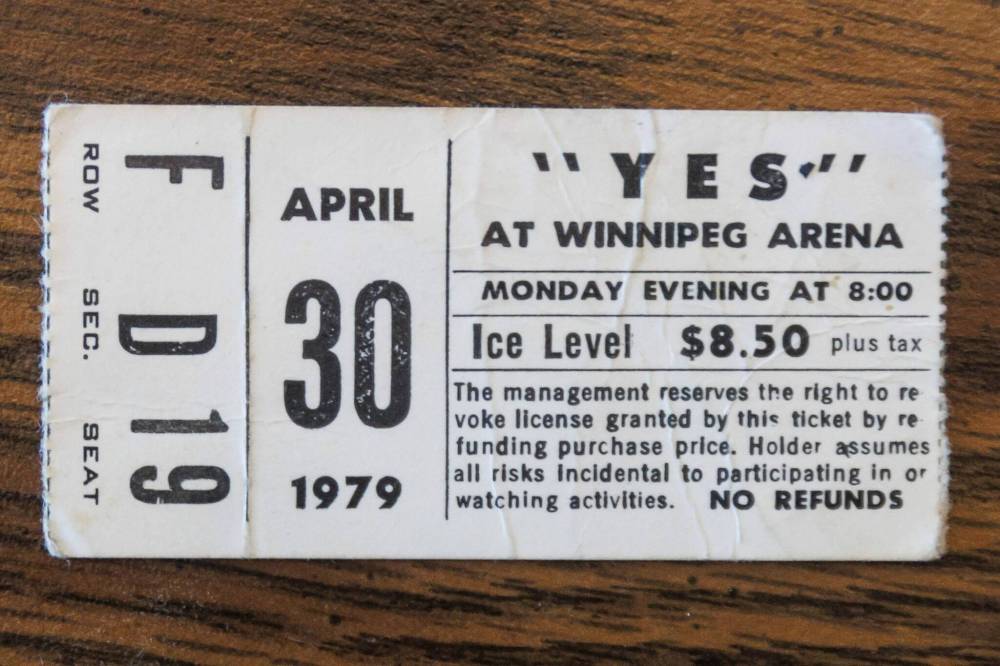 ROW F
SEC. D
SEAT 19
APRIL
30
1979
"YES"
AT WINNIPEG ARENA
MONDAY EVENING AT 8:00
Ice Level $8.50 plus tax
The management reserves the right to re-
voke license granted by this ticket by re-
funding purchase price. Holder assumes
all risks incidental to participating in or
watching activities. NO REFUNDS